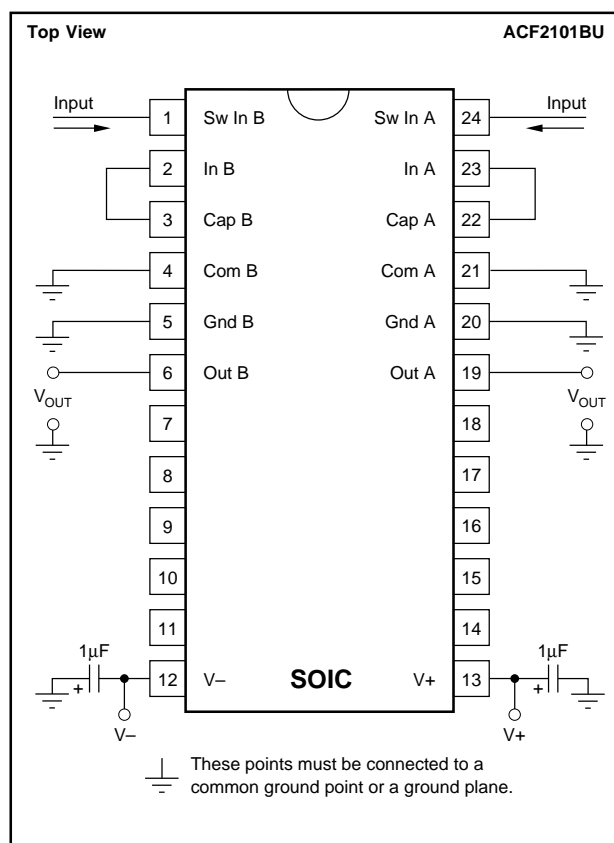 Top View ACF2101BU
Input Input
1 Sw In B Sw In A 24
2 In B In A 23
3 Cap B Cap A 22
4 Com B Com A 21
5 Gnd B Gnd A 20
6 Out B Out A 19
VOUT VOUT
7 18
8 17
9 16
10 15
11 14
1µF 1µF
+ 12 V– SOIC V+ 13 +
V– V+
These points must be connected to a
common ground point or a ground plane.